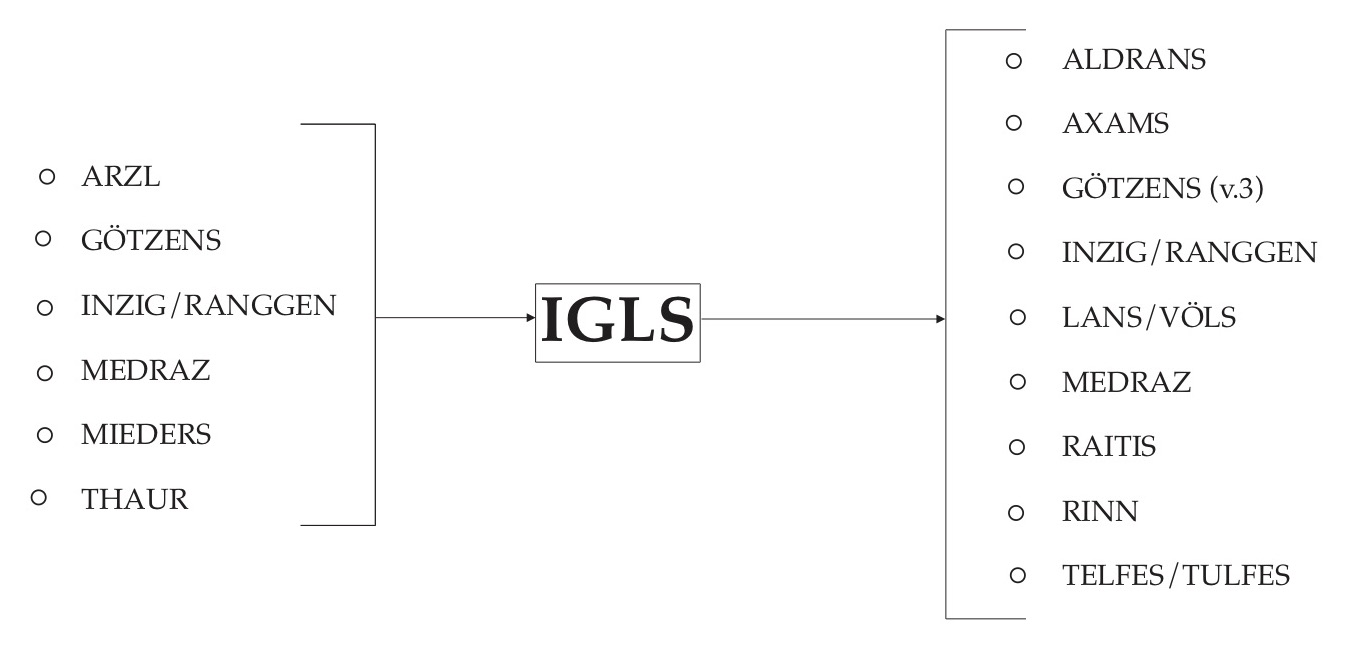 ARZL
GÖTZENS
INZIG/RANGGEN
MEDRAZ
MIEDERS
THAUR
IGLS
ALDRANS
AXAMS
GÖTZENS (v.3)
INZIG/RANGGEN
LANS/VÖLS
MEDRAZ
RAITIS
RINN
TELFES/TULFES